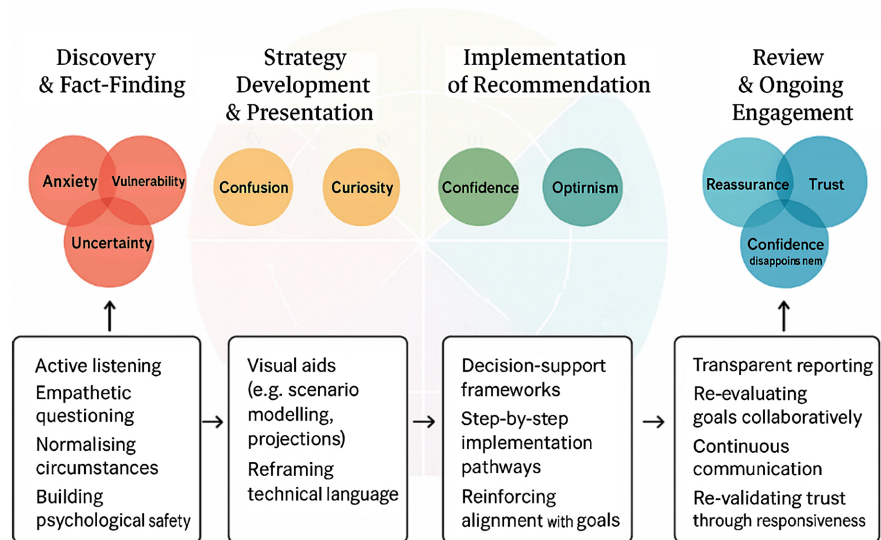 Discovery
& Fact-Finding
Strategy
Development
& Presentation
Implementation
of Recommendation
Review
& Ongoing
Engagement
Anxiety
Vulnerability
Uncertainty
Confusion
Curiosity
Confidence
Optirnism
Reassurance
Trust
Confidence
disappoins nem
Active listening
Empathetic
questioning
Normalising
circumstances
Building
psychological safety
Visual aids
(e.g. scenario
modelling,
projections)
Reframing
technical language
Decision-support
frameworks
Step-by-step
implementation
pathways
Reinforcing
alignment with goals
Transparent reporting
Re-evaluating
goals collaboratively
Continuous
communication
Re-validating trust
through responsiveness